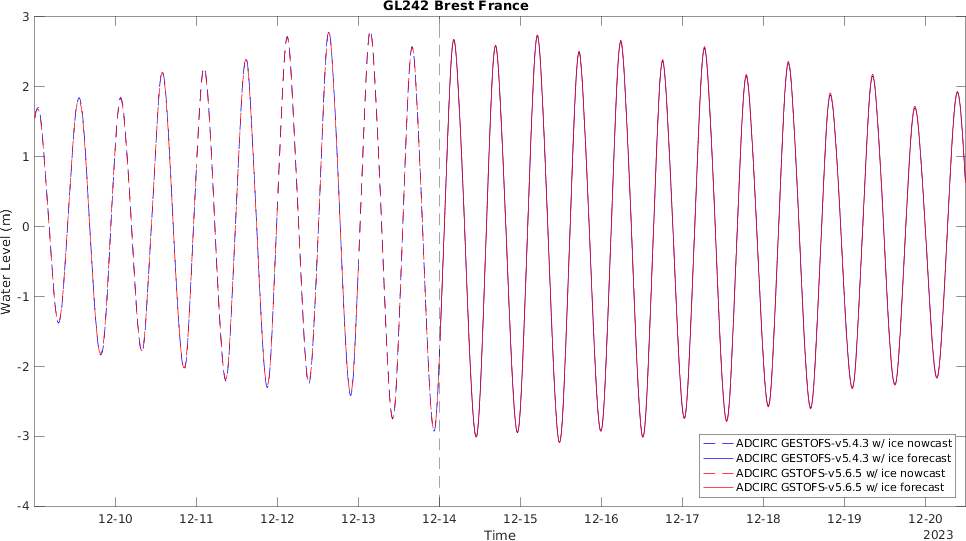 GL242 Brest France
3
2
1
0
-1
-2
-3
-4
Water Level (m)
ADCIRC GESTOFS-v5.4.3 w/ ice nowcast
ADCIRC GESTOFS-v5.4.3 w/ ice forecast
ADCIRC GSTOFS-v5.6.5 w/ ice nowcast
ADCIRC GSTOFS-v5.6.5 w/ ice forecast
12-10 12-11 12-12 12-13 12-14 12-15 12-16 12-17 12-18 12-19 12-20
Time
2023